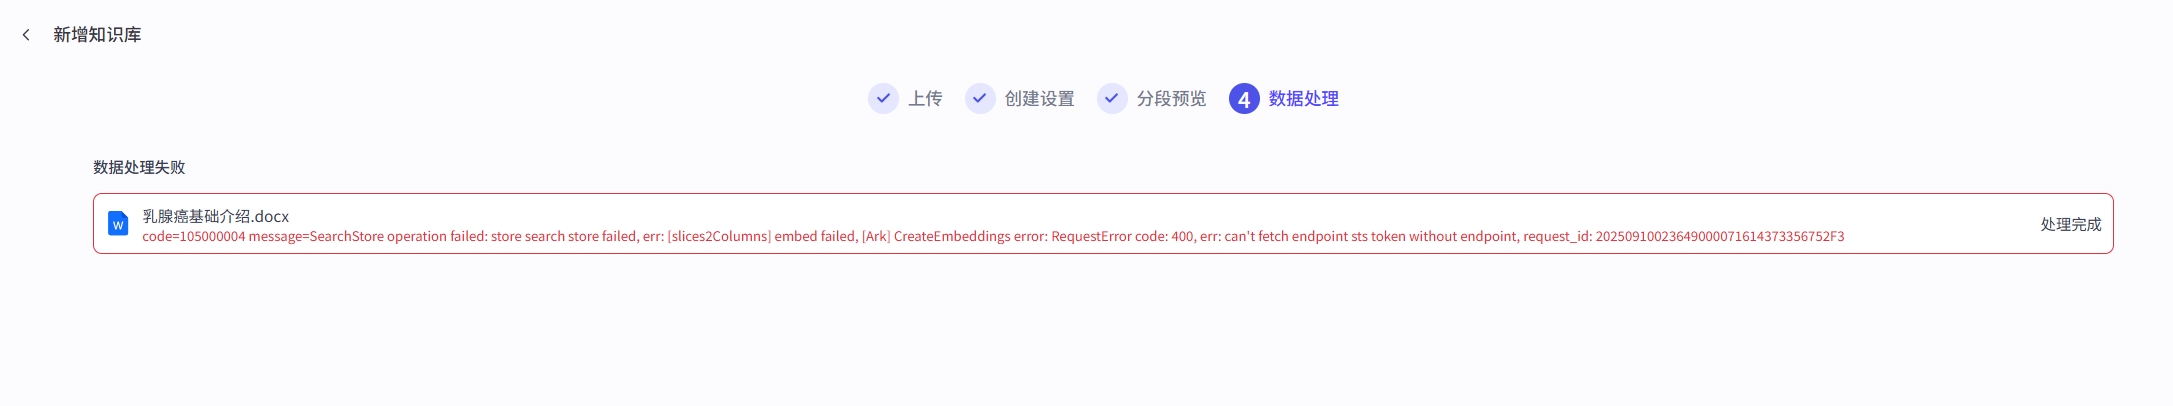 新增知识库
上传 创建设置 分段预览 4 数据处理
数据处理失败
乳腺癌基础介绍.docx
W
code=105000004 message=SearchStore operation failed: store search store failed, err: [slices2Columns] embed failed, [Ark] CreateEmbeddings error: RequestError code: 400, err: can't fetch endpoint sts token without endpoint, request_id: 20250910023649000071614373356752F3
处理完成